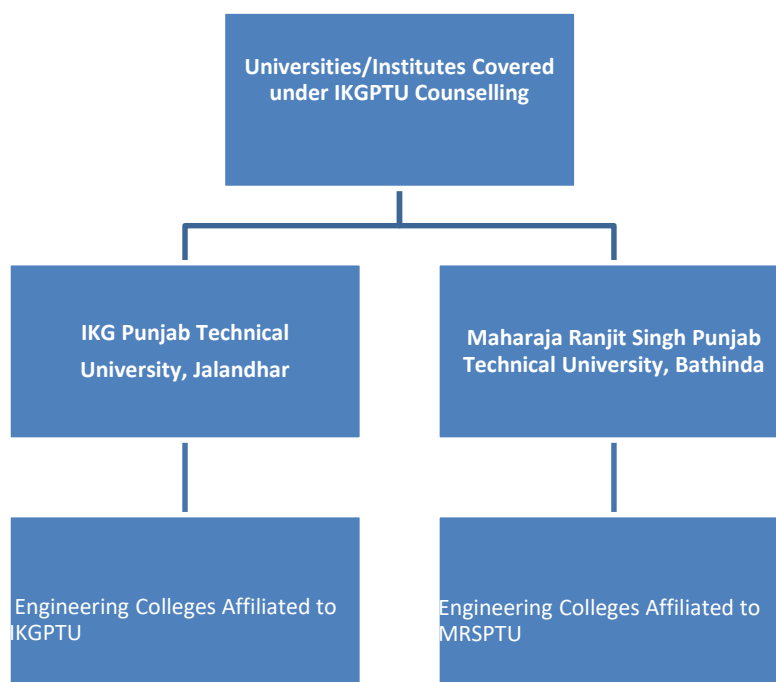 Universities/Institutes Covered
under IKGPTU Counselling
IKG Punjab Technical
University, Jalandhar
Maharaja Ranjit Singh Punjab
Technical University, Bathinda
Engineering Colleges Affiliated to
IKGPTU
Engineering Colleges Affiliated to
MRSPTU